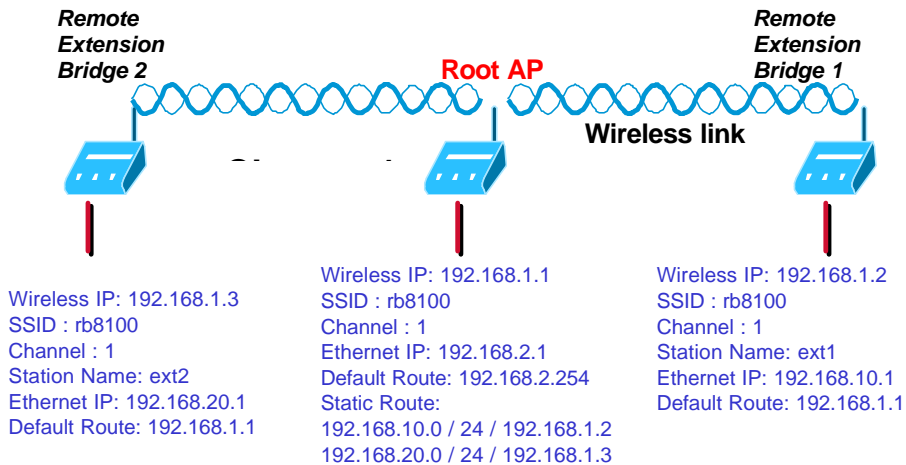 Remote
Extension
Bridge 2
Root AP
Remote
Extension
Bridge 1
Wireless link
Wireless IP: 192.168.1.3
SSID : rb8100
Channel : 1
Station Name: ext2
Ethernet IP: 192.168.20.1
Default Route: 192.168.1.1
Wireless IP: 192.168.1.1
SSID : rb8100
Channel : 1
Ethernet IP: 192.168.2.1
Default Route: 192.168.2.254
Static Route:
192.168.10.0 / 24 / 192.168.1.2
192.168.20.0 / 24 / 192.168.1.3
Wireless IP: 192.168.1.2
SSID : rb8100
Channel : 1
Station Name: ext1
Ethernet IP: 192.168.10.1
Default Route: 192.168.1.1